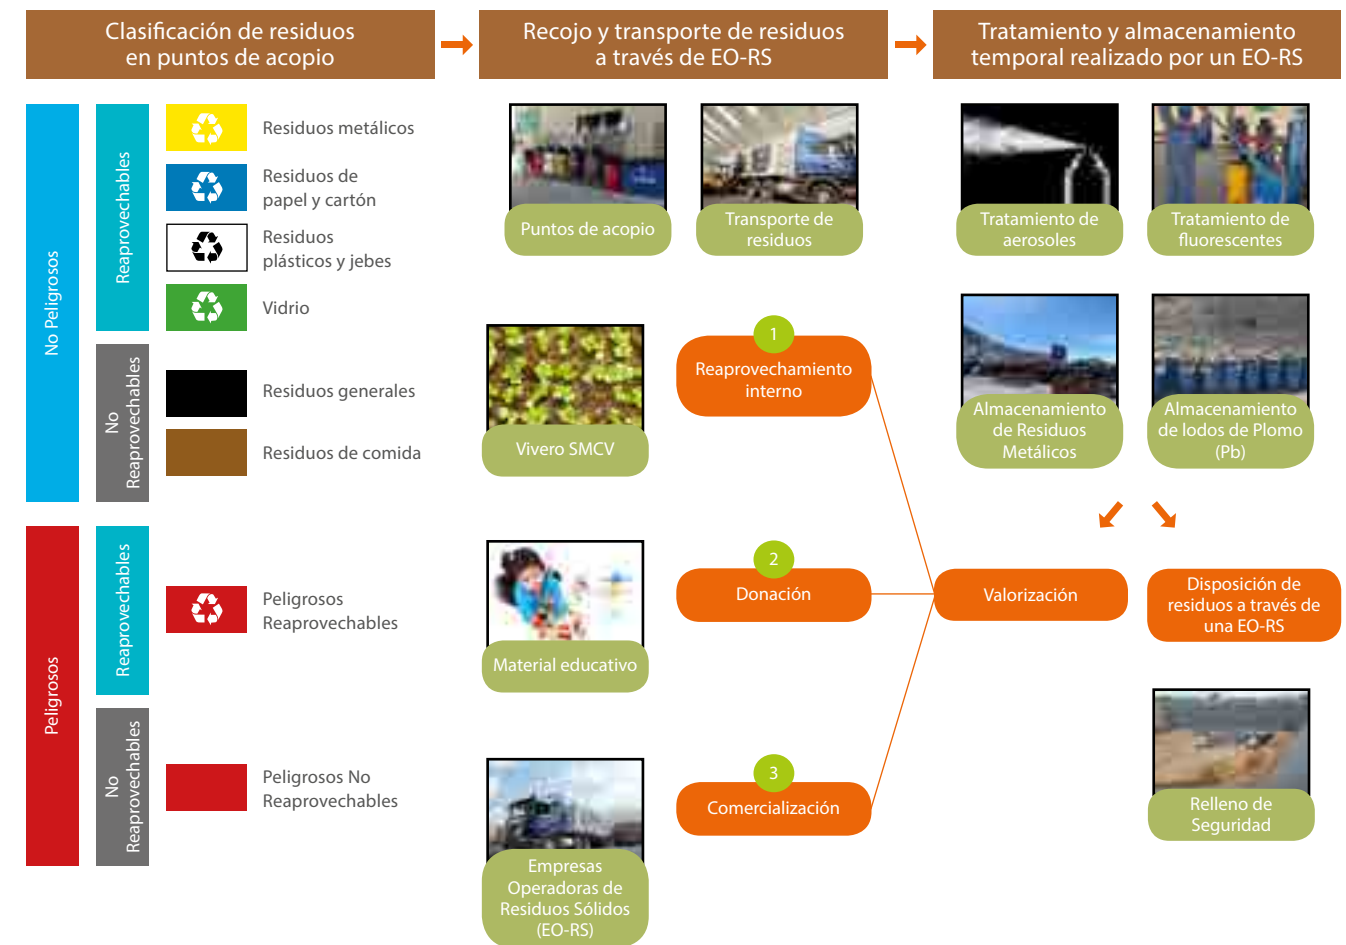 Clasificación de residuos
en puntos de acopio
Recojo y transporte de residuos
a través de EO-RS
Tratamiento y almacenamiento
temporal realizado por un EO-RS
No Peligrosos
Reaprovechables
Residuos metálicos
Residuos de
papel y cartón
Residuos
plásticos y jebes
Vidrio
No
Reaprovechables
Residuos generales
Residuos de comida
Peligrosos
Reaprovechables
Peligrosos
Reaprovechables
No
Reaprovechables
Peligrosos No
Reaprovechables
Puntos de acopio
Transporte de
residuos
Tratamiento de
aerosoles
Tratamiento de
fluorescentes
Vivero SMCV
1
Reaprovechamiento
interno
Almacenamiento
de Residuos
Metálicos
Almacenamiento
de lodos de Plomo
(Pb)
Material educativo
2
Donación
Valorización
Disposición de
residuos a través de
una EO-RS
Empresas
Operadoras de
Residuos Sólidos
(EO-RS)
3
Comercialización
Relleno de
Seguridad